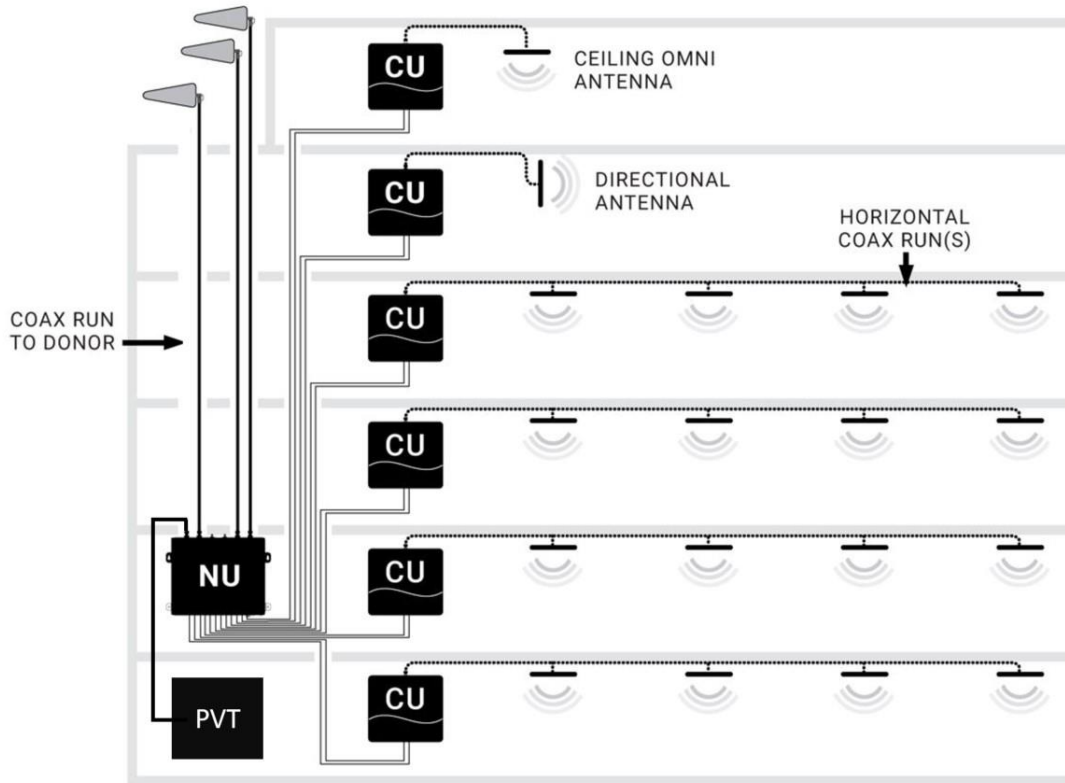 CU
CEILING OMNI
ANTENNA
CU
DIRECTIONAL
ANTENNA
HORIZONTAL
COAX RUN(S)
CU
COAX RUN
TO DONOR
CU
NU
CU
PVT
CU